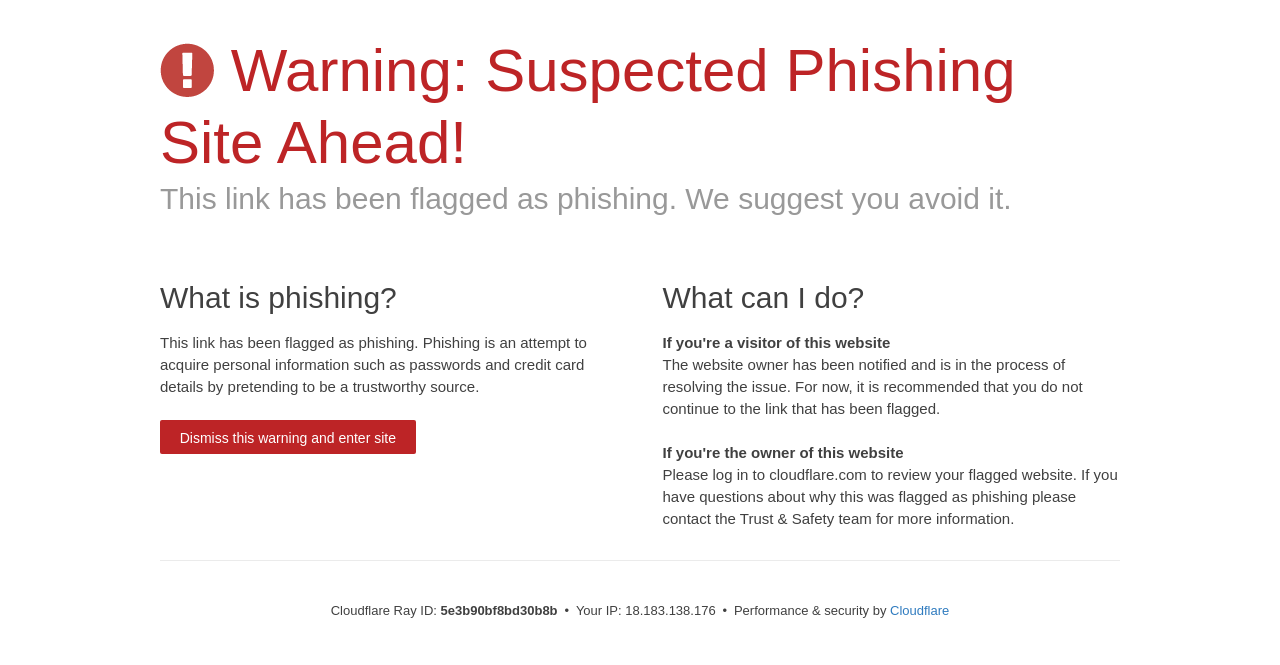 Warning: Suspected Phishing
Site Ahead!
This link has been flagged as phishing. We suggest you avoid it.
What is phishing?
This link has been flagged as phishing. Phishing is an attempt to
acquire personal information such as passwords and credit card
details by pretending to be a trustworthy source.
Dismiss this warning and enter site
What can I do?
If you're a visitor of this website
The website owner has been notified and is in the process of
resolving the issue. For now, it is recommended that you do not
continue to the link that has been flagged.
If you're the owner of this website
Please log in to cloudflare.com to review your flagged website. If you
have questions about why this was flagged as phishing please
contact the Trust & Safety team for more information.
Cloudflare Ray ID: 5e3b90bf8bd30b8b • Your IP: 18.183.138.176 • Performance & security by Cloudflare